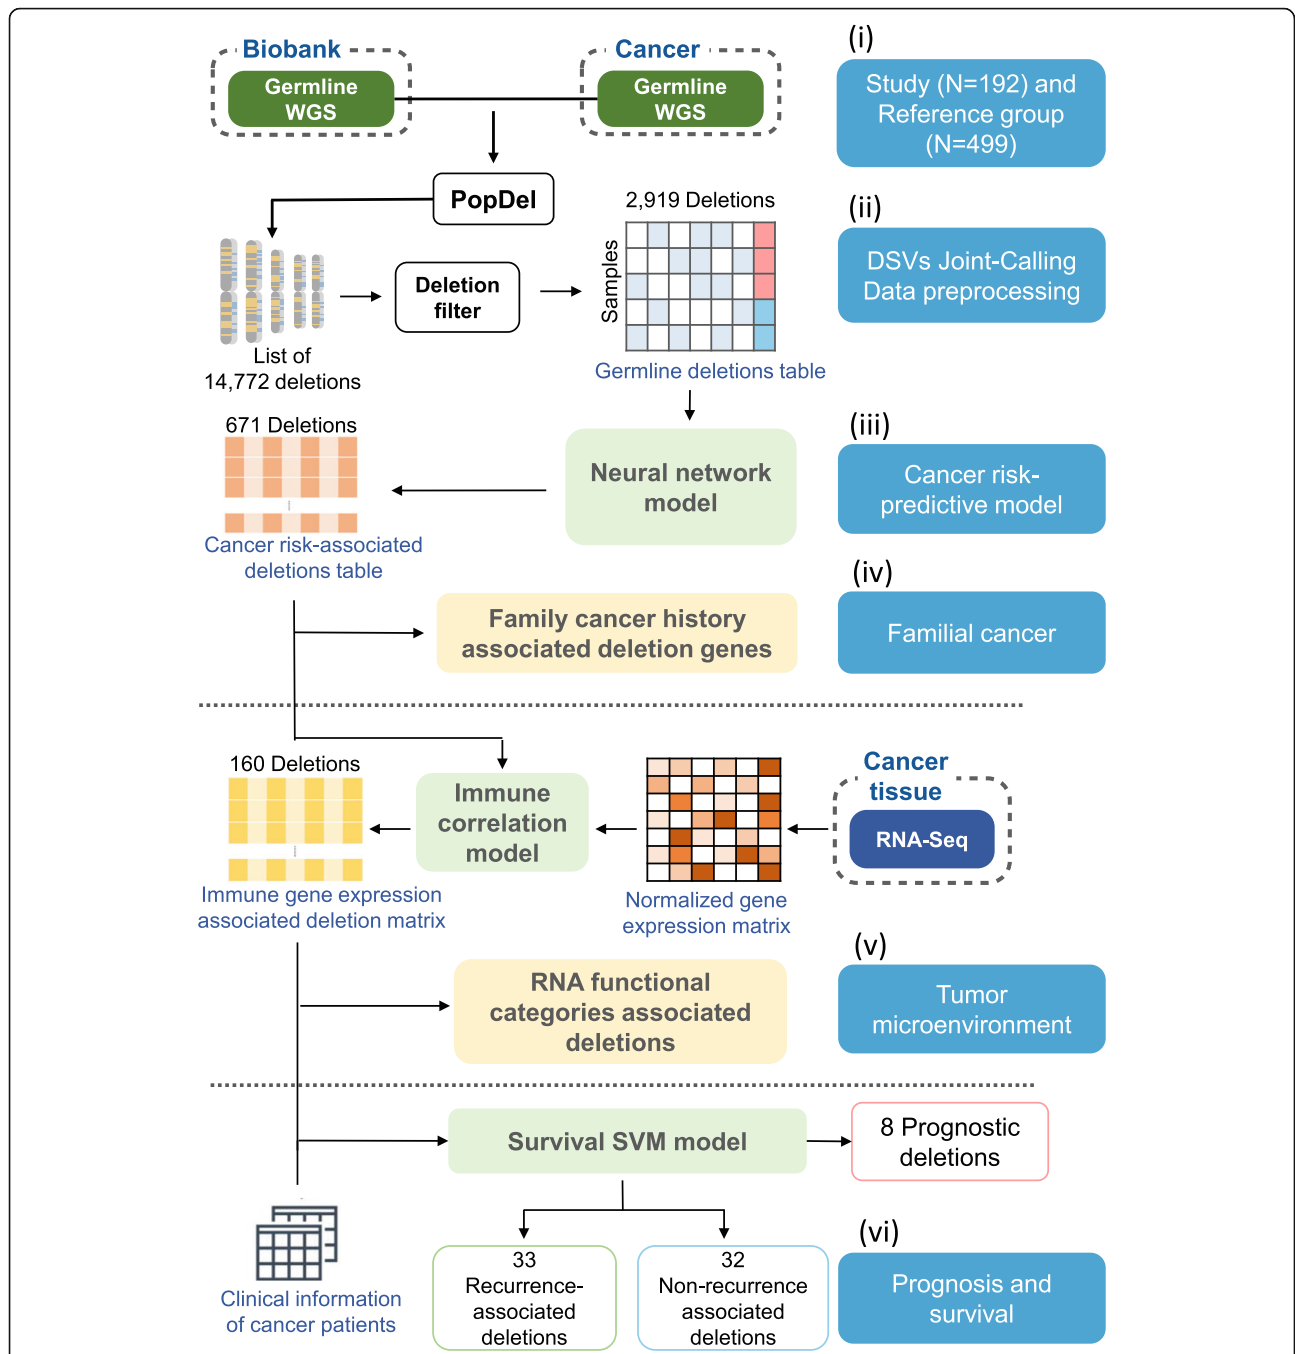 Biobank
Germline
WGS
Cancer
Germline
WGS
(i)
Study (N=192) and
Reference group
(N=499)
PopDel
2,919 Deletions
Samples
Germline deletions table
Deletion
filter
List of
14,772 deletions
(ii)
DSVs Joint-Calling
Data preprocessing
671 Deletions
Cancer risk-associated
deletions table
Neural network
model
(iii)
Cancer risk-
predictive model
Family cancer history
associated deletion genes
(iv)
Familial cancer
160 Deletions
Immune gene expression
associated deletion matrix
Immune
correlation
model
Normalized gene
expression matrix
Cancer
tissue
RNA-Seq
RNA functional
categories associated
deletions
(v)
Tumor
microenvironment
Survival SVM model
8 Prognostic
deletions
Clinical information
of cancer patients
33
Recurrence-
associated
deletions
32
Non-recurrence
associated
deletions
(vi)
Prognosis and
survival